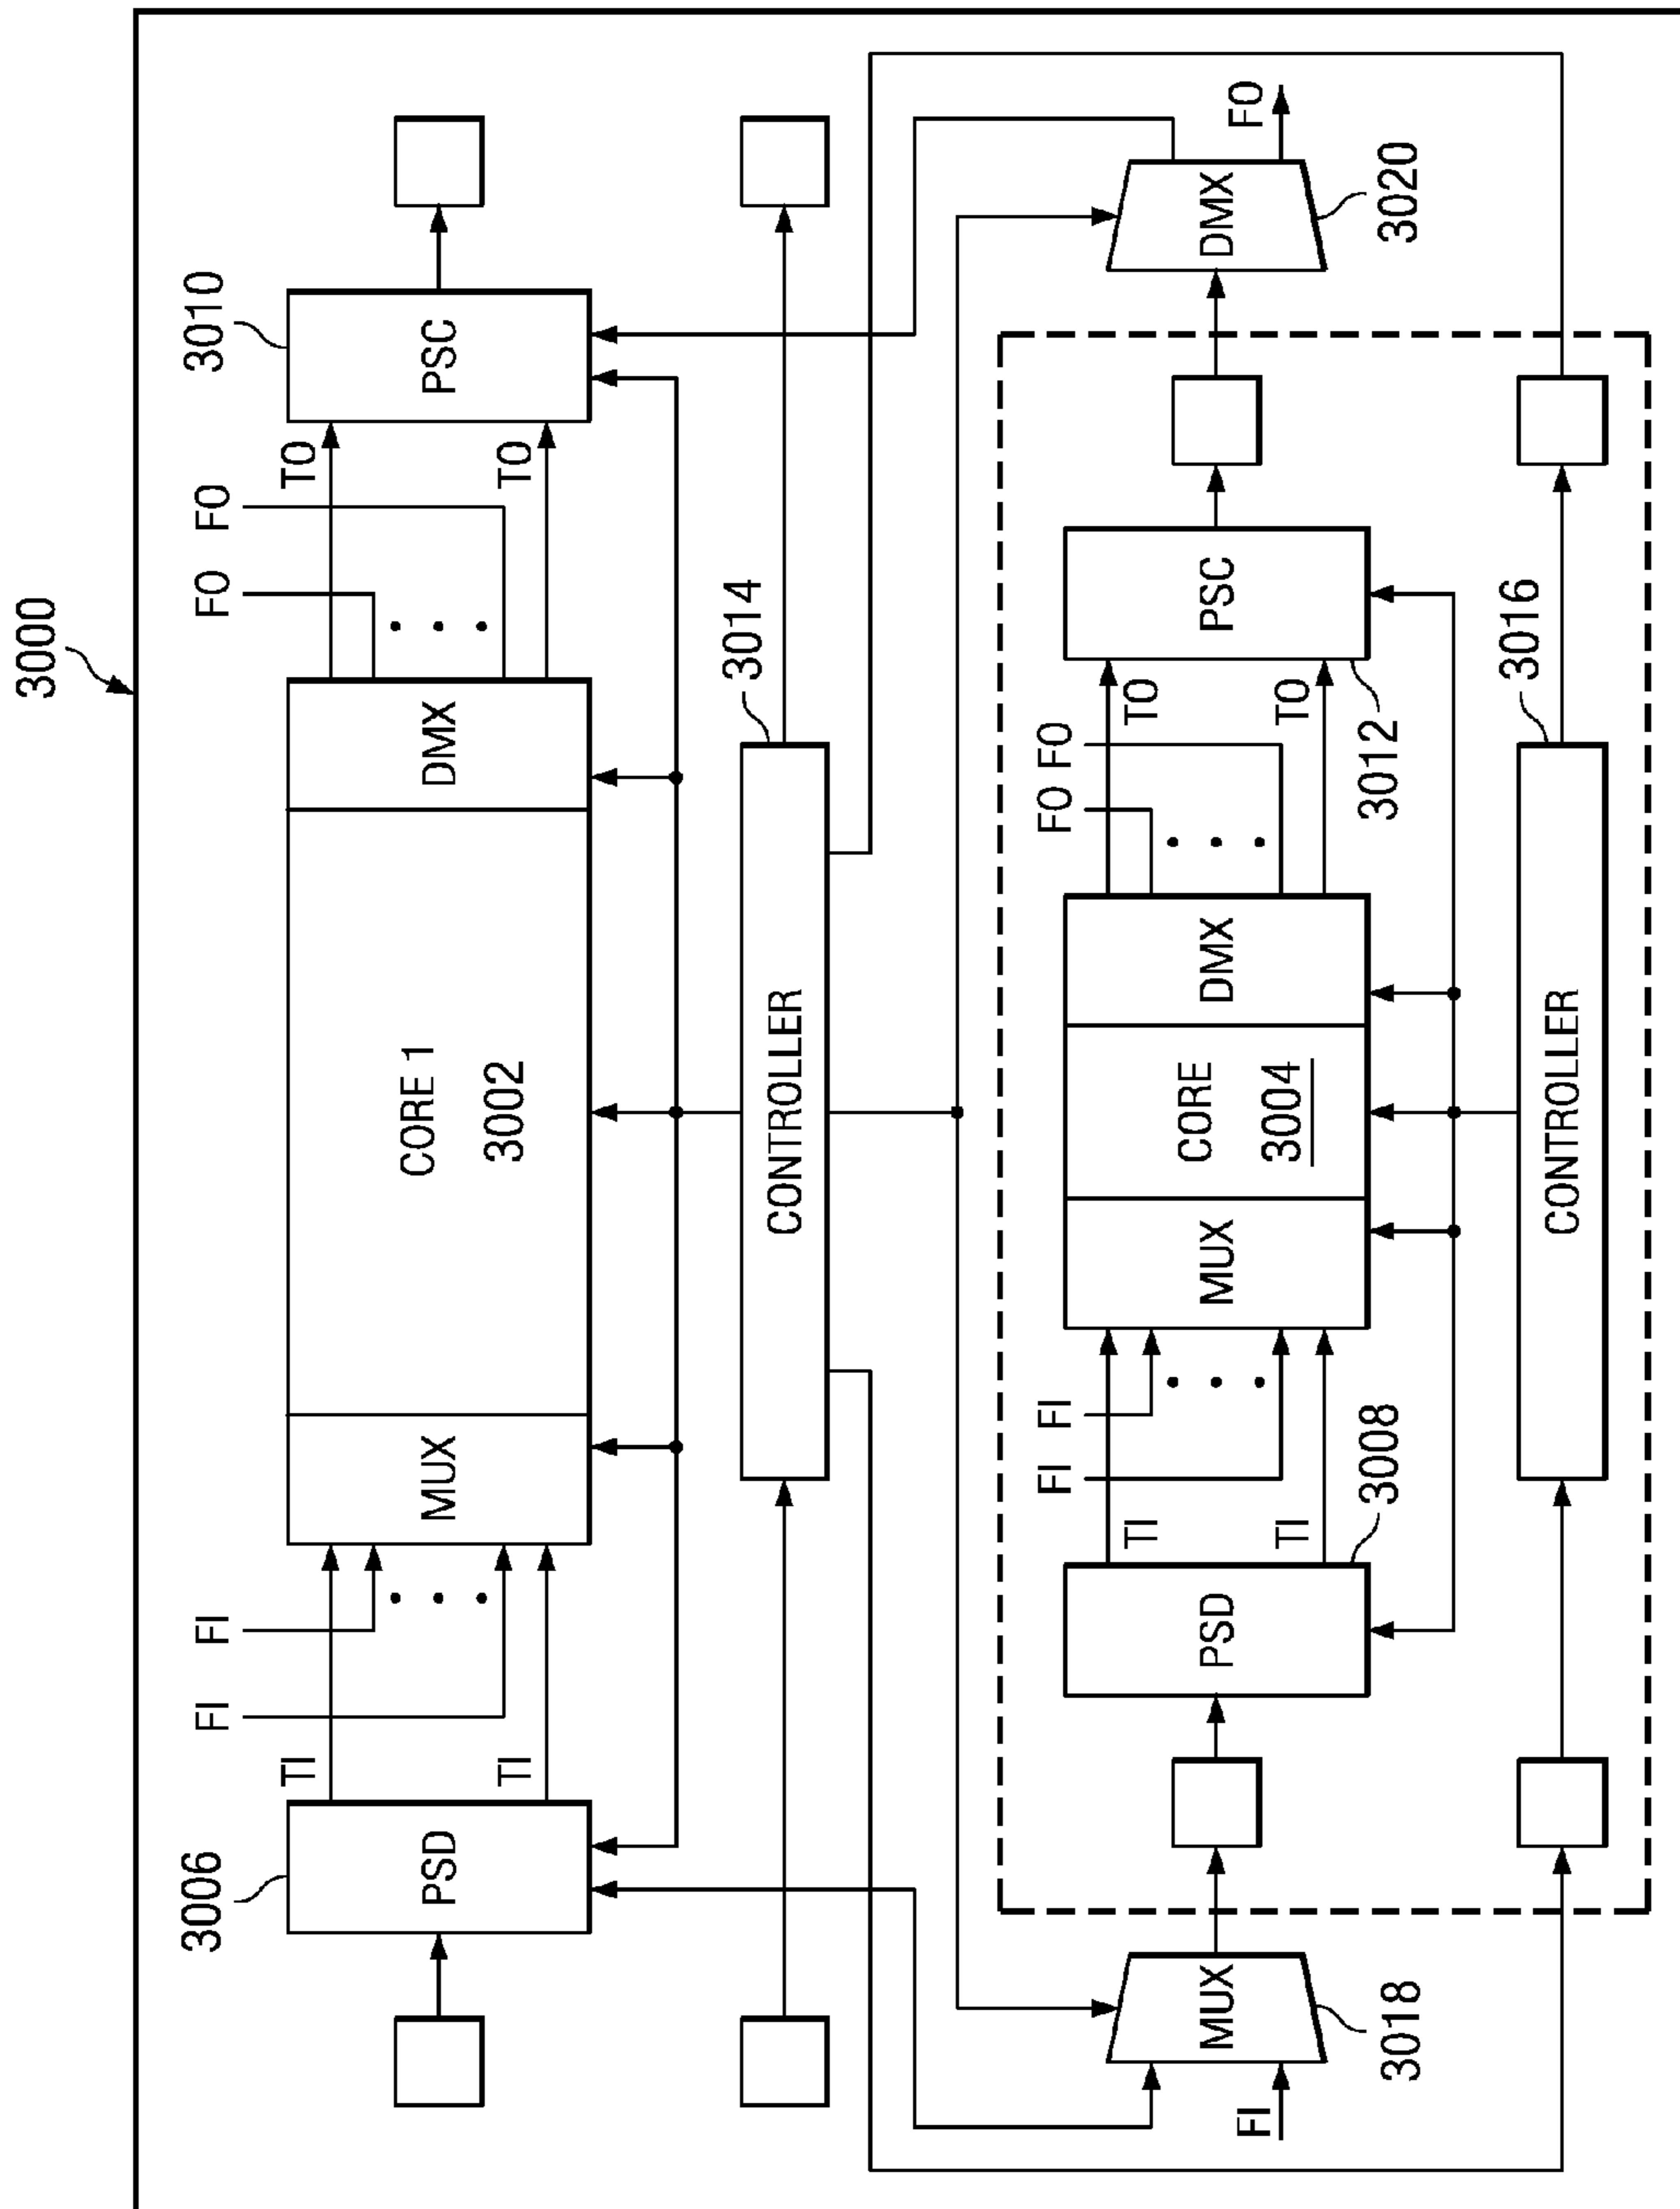 3000
3006
PSD
TI
TI
FI
FI
MUX
CORE 1
3002
DMX
FO
FO
TO
TO
3010
PSC
CONTROLLER
3014
FI
MUX
3018
PSD
3008
TI
TI
FI
FI
MUX
CORE
3004
DMX
FO
FO
TO
TO
PSC
3012
DMX
3020
FO
CONTROLLER
3016